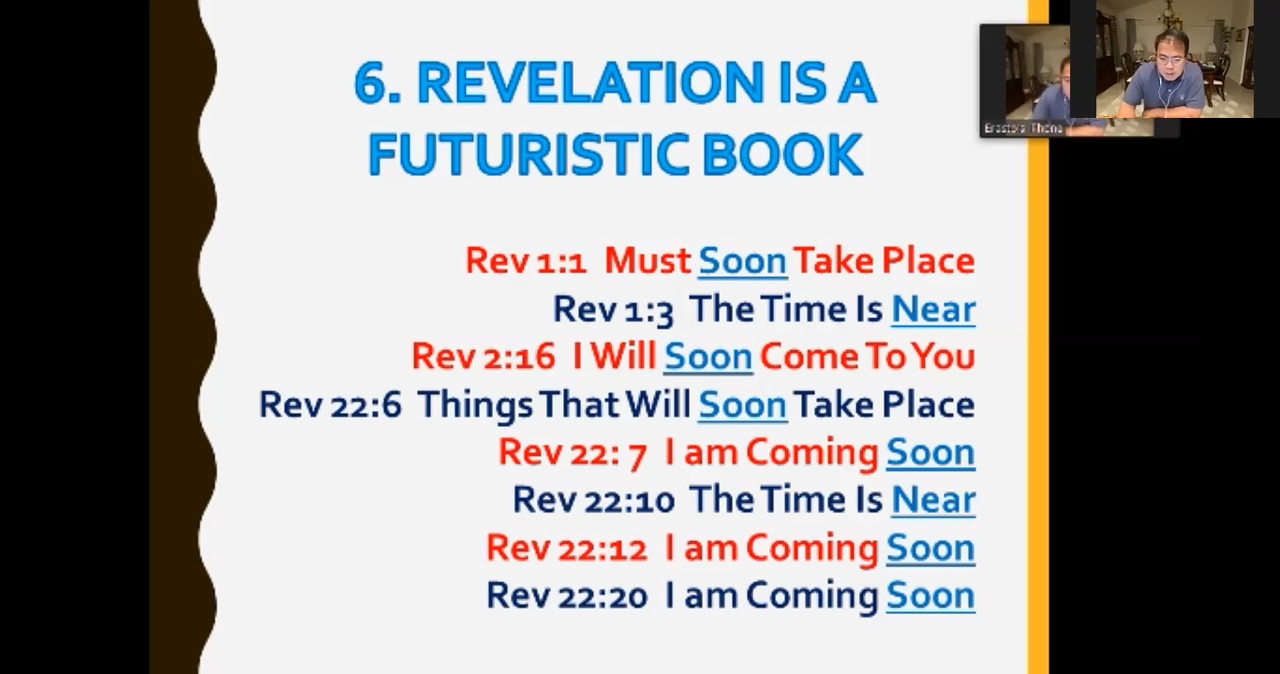 6. REVELATION IS A
FUTURISTIC BOOK
Rev 1:1 Must Soon Take Place
Rev 1:3 The Time Is Near
Rev 2:16 I Will Soon Come To You
Rev 22:6 Things That Will Soon Take Place
Rev 22: 7 I am Coming Soon
Rev 22:10 The Time Is Near
Rev 22:12 I am Coming Soon
Rev 22:20 I am Coming Soon